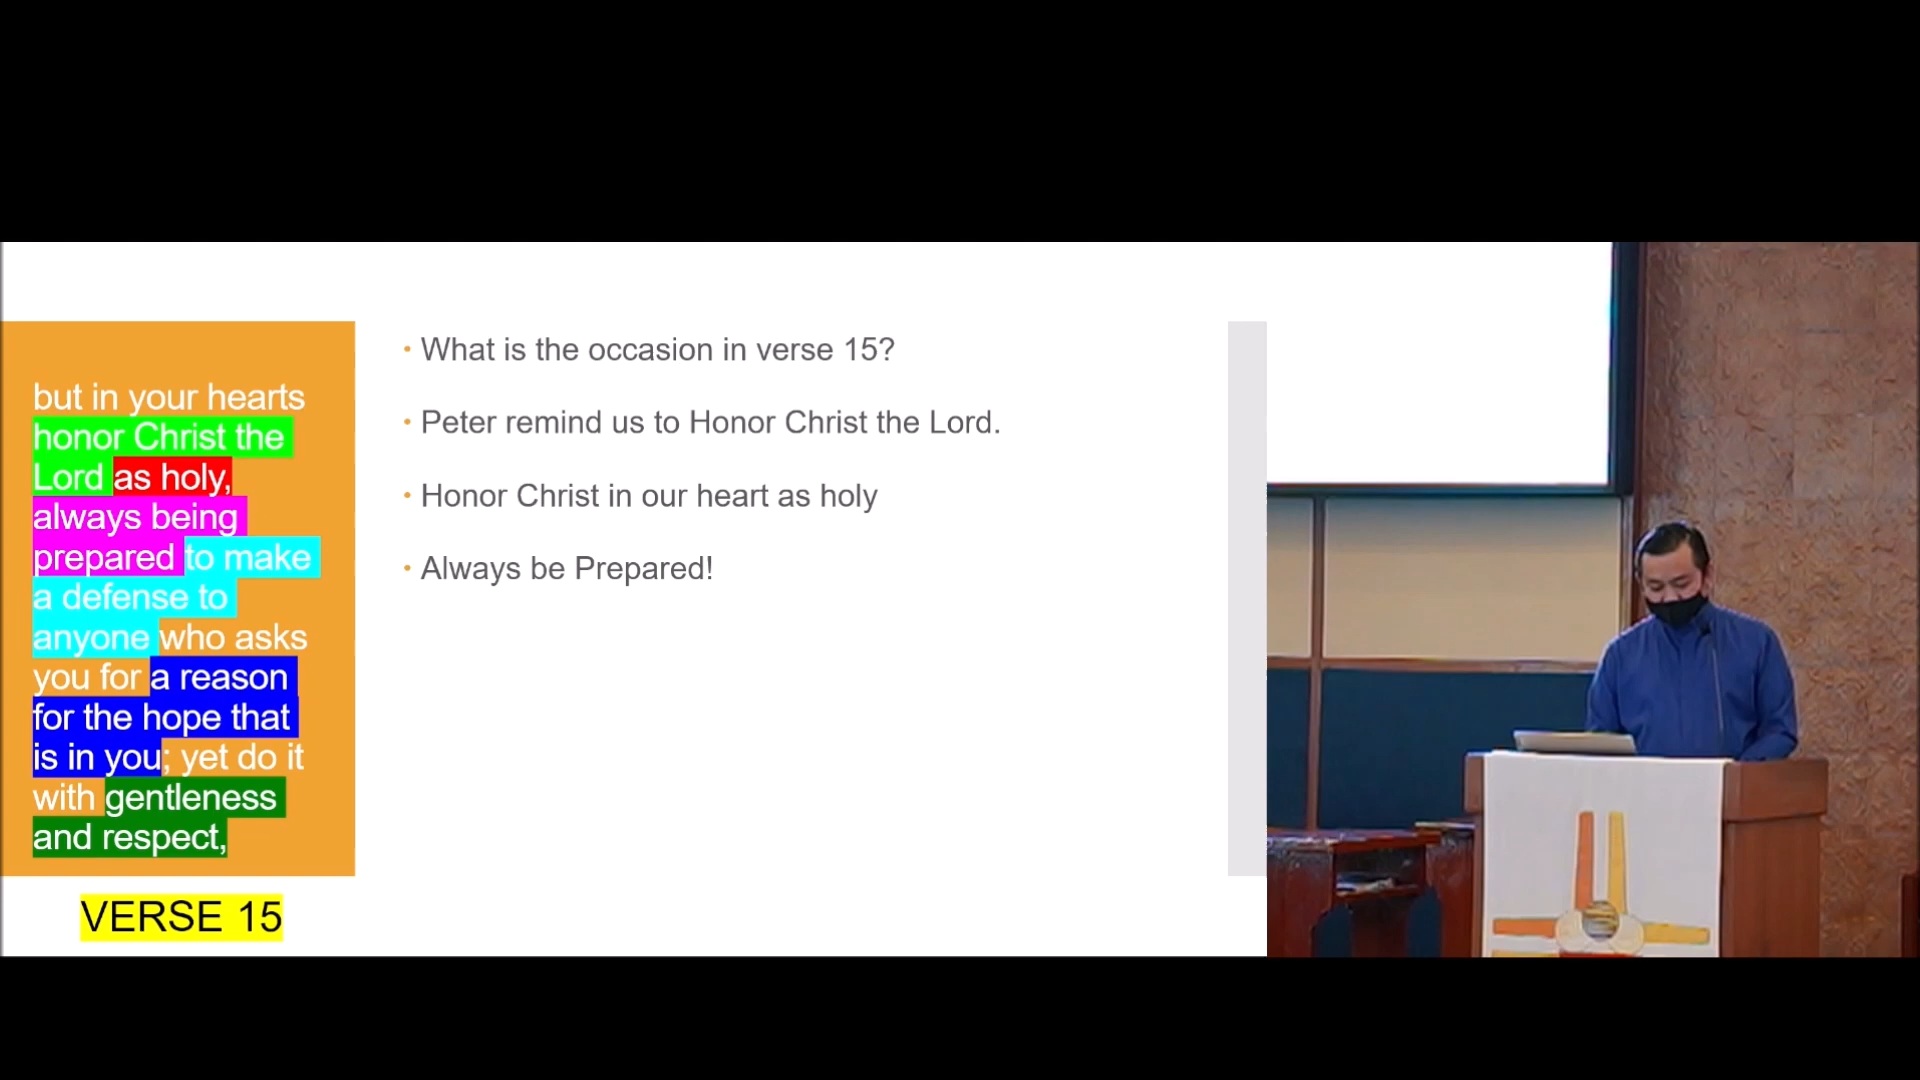 but in your hearts
honor Christ the
Lord as holy,
always being
prepared to make
a defense to
anyone who asks
you for a reason
for the hope that
is in you; yet do it
with gentleness
and respect,
VERSE 15
• What is the occasion in verse 15?
• Peter remind us to Honor Christ the Lord.
• Honor Christ in our heart as holy
• Always be Prepared!